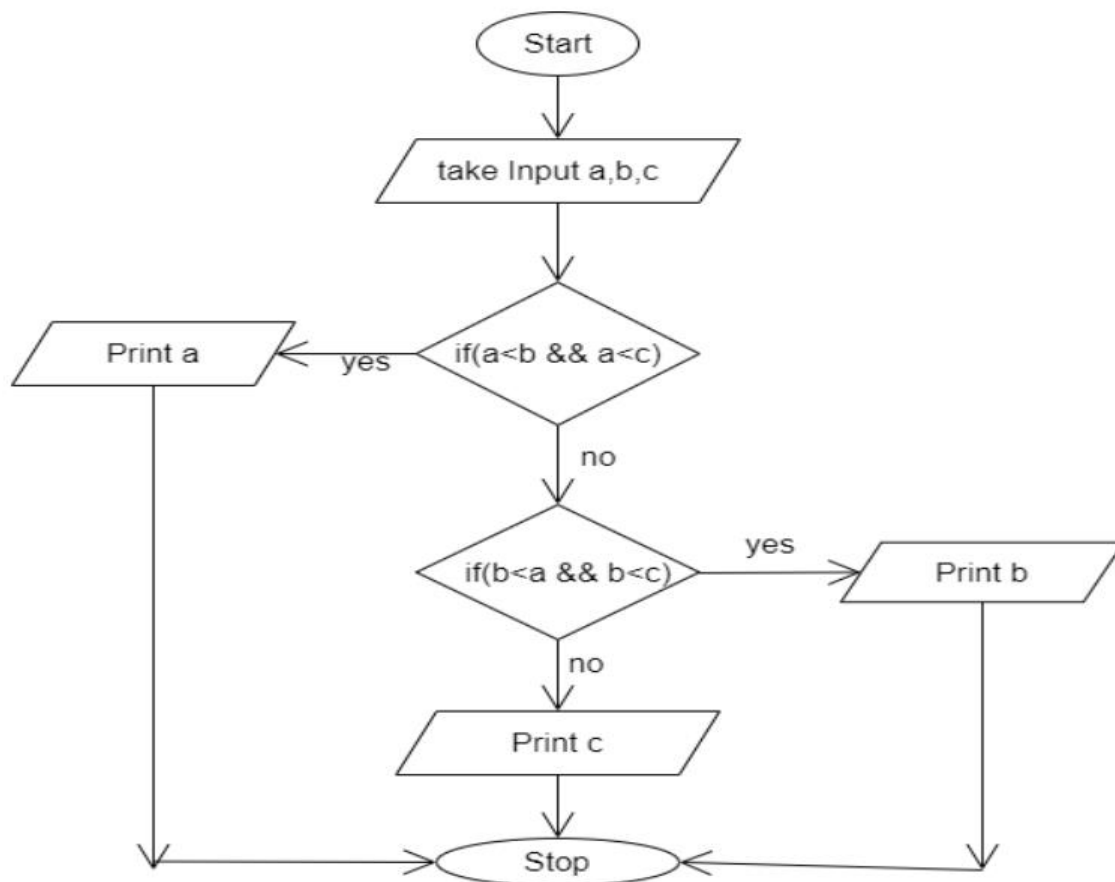 Start
take Input a,b,c
if(a<b && a<c)
yes
Print a
no
if(b<a && b<c)
yes
Print b
no
Print c
Stop